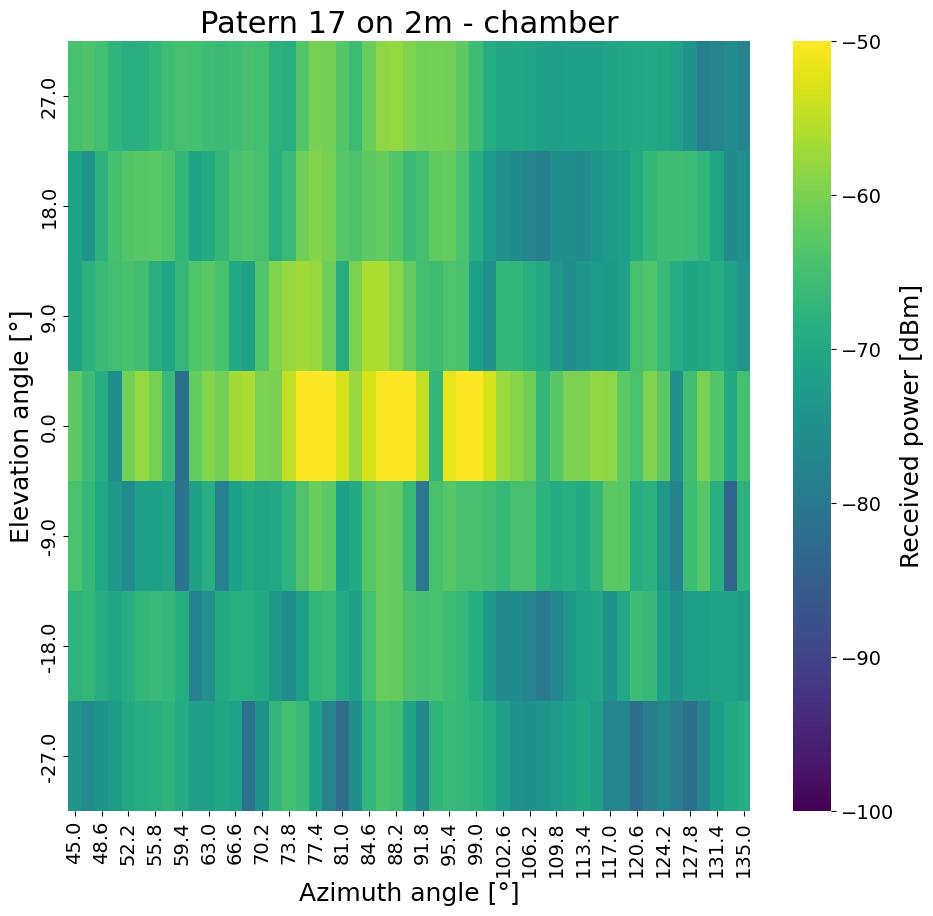 Patern 17 on 2m - chamber
Elevation angle [°]
27.0
18.0
9.0
0.0
-9.0
-18.0
-27.0
45.0 48.6 52.2 55.8 59.4 63.0 66.6 70.2 73.8 77.4 81.0 84.6 88.2 91.8 95.4 99.0 102.6 106.2 109.8 113.4 117.0 120.6 124.2 127.8 131.4 135.0
Azimuth angle [°]
−50
−60
−70
−80
−90
−100
Received power [dBm]